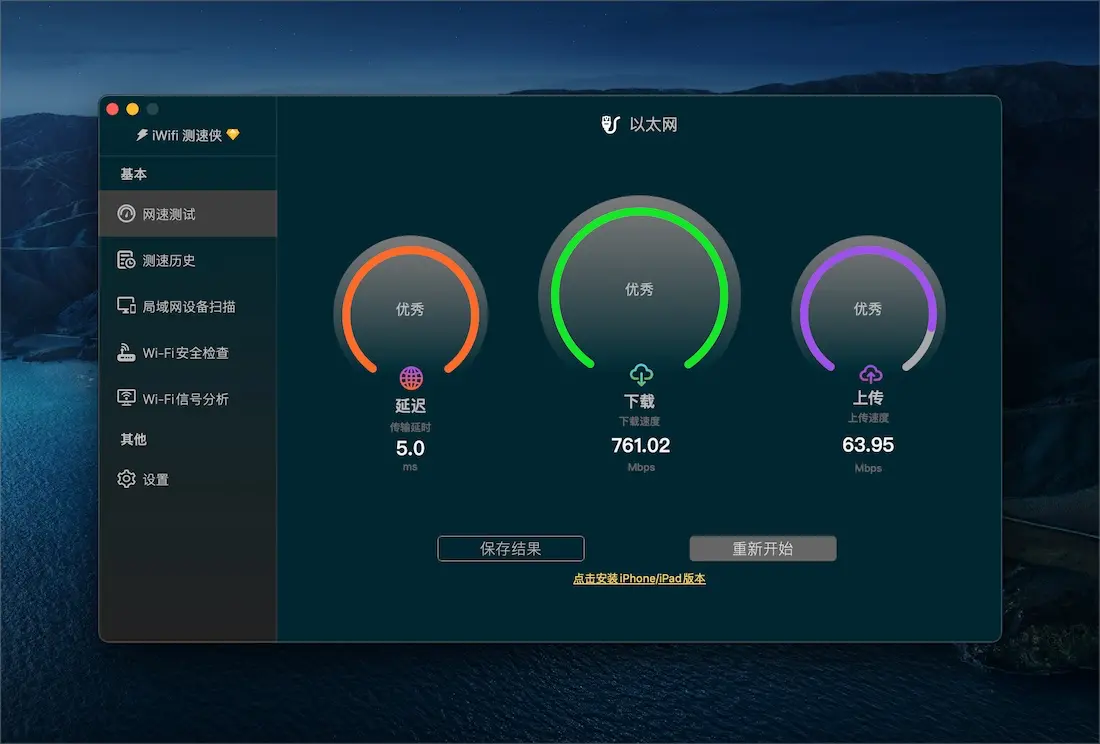 iWifi 测速侠
基本
网速测试
测速历史
局域网设备扫描
Wi-Fi安全检查
Wi-Fi信号分析
其他
设置
以太网
优秀
延迟
传输延时
5.0
ms
优秀
下载
下载速度
761.02
Mbps
优秀
上传
上传速度
63.95
Mbps
保存结果
重新开始
点击安装iPhone/iPad版本